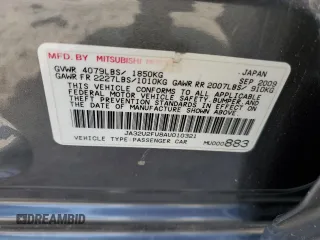 MFD. BY MITSUBISHI JAPAN
GVWR 4079LBS/ 1850KG SEP 2009
GAWR FR 2227LBS/1010KG GAWR RR 2007LBS/ 910KG
THIS VEHICLE CONFORMS TO ALL APPLICABLE
FEDERAL MOTOR VEHICLE SAFETY, BUMPER, AND
THEFT PREVENTION STANDARDS IN EFFECT ON
THE DATE OF MANUFACTURE SHOWN ABOVE.
JA32U2FU8AU010321
VEHICLE TYPE-PASSENGER CAR MU000883
DREAMBID